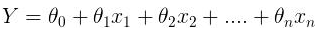 Y = θ₀ + θ₁x₁ + θ₂x₂ + .... + θₙxₙ